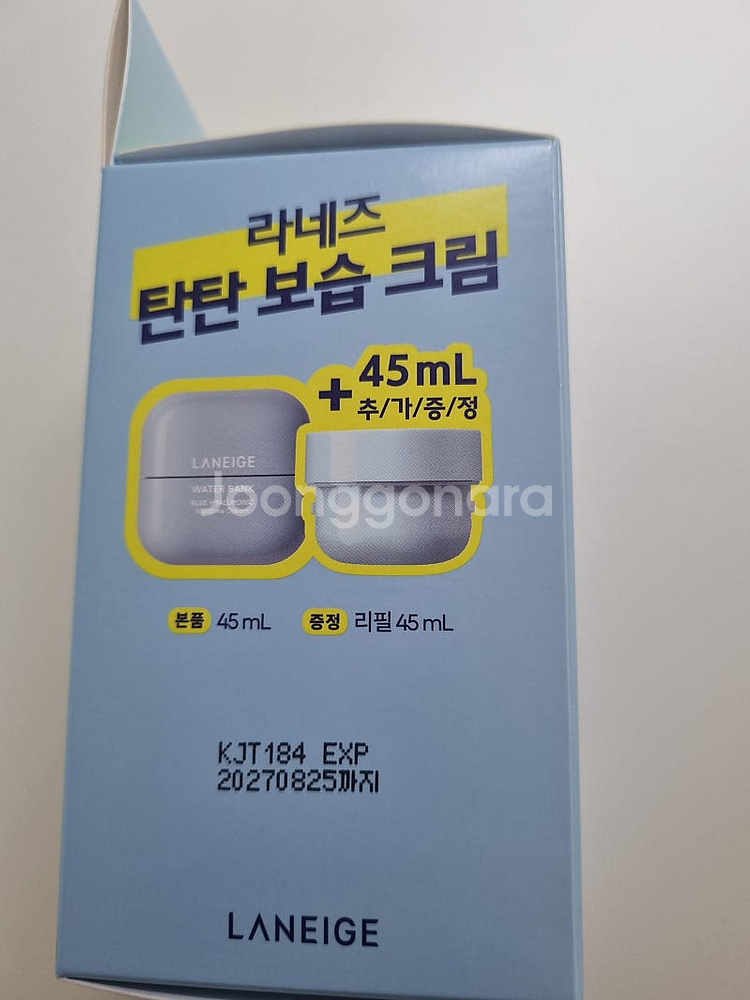 라네즈
탄탄 보습 크림
+ 45mL
추/가/증/정
LANEIGE
WATER BANK
BLUE HYALURONIC
Joonggonara
본품 45mL 증정 리필 45mL
KJT184 EXP
20270825까지
LANEIGE